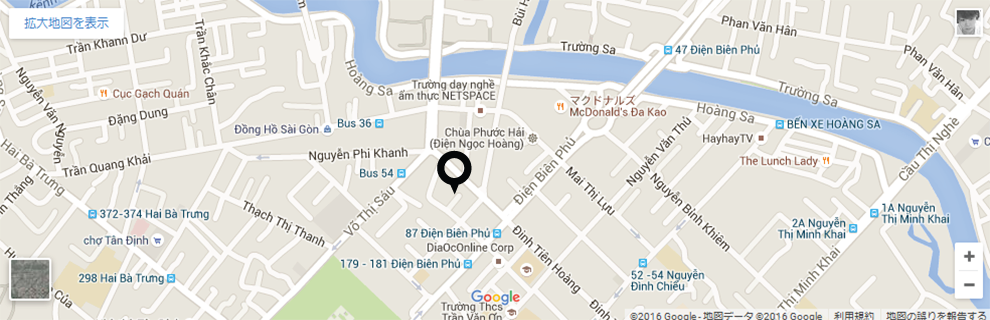 拡大地図を表示
kênh
Trần Khanh Dư
Trần Khắc Chân
Nguyễn Văn Nguyễn
Cục Gạch Quán
Đặng Dung
Đồng Hồ Sài Gòn
Bus 36
Hoàng Sa
Bùi H
Trường Sa
47 Điện Biên Phủ
Phan Văn Hân
Phan Văn Hân
Trường dạy nghề
ẩm thực NETSPACE
マクドナルズ
McDonald's Đa Kao
Hoàng Sa
Trường Sa
BẾN XE HOÀNG SA
HayhayTV
The Lunch Lady
Cầu Thị Nghè
Chùa Phước Hải
(Điện Ngọc Hoàng)
Hai Bà Trưng
Trần Quang Khải
Nguyễn Phi Khanh
Bus 54
Võ Thị Sáu
Thạch Thị Thanh
Điện Biên Phủ
Mai Thị Lựu
Nguyễn Văn Thủ
Nguyễn Bỉnh Khiêm
372-374 Hai Bà Trưng
chợ Tân Định
298 Hai Bà Trưng
87 Điện Biên Phủ
DiaOcOnline Corp
179 - 181 Điện Biên Phủ
Đinh Tiên Hoàng
52 -54 Nguyễn
Đình Chiểu
2A Nguyễn
Thị Minh Khai
1A Nguyễn
Thị Minh Khai
Thị Minh Khai
Trường Thcs
Trần Văn Ơn
Google
©2016 Google - 地図データ ©2016 Google
利用規約
地図の誤りを報告する
+
−